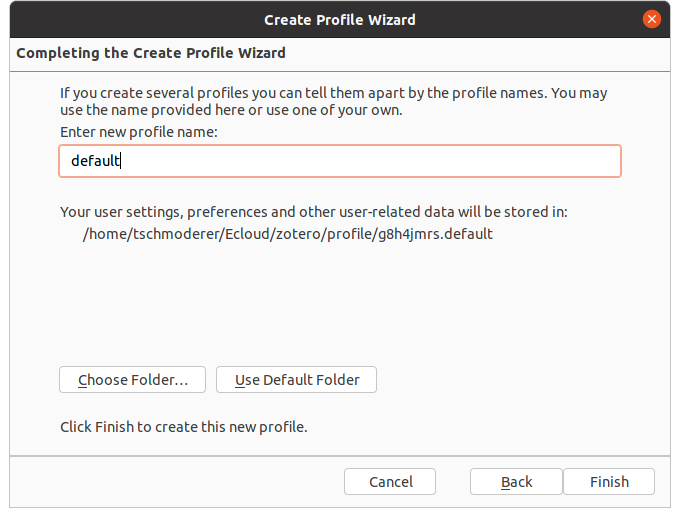 Create Profile Wizard
Completing the Create Profile Wizard
If you create several profiles you can tell them apart by the profile names. You may
use the name provided here or use one of your own.
Enter new profile name:
default
Your user settings, preferences and other user-related data will be stored in:
/home/tschmoderer/Ecloud/zotero/profile/g8h4jmrs.default
Choose Folder...
Use Default Folder
Click Finish to create this new profile.
Cancel
Back
Finish